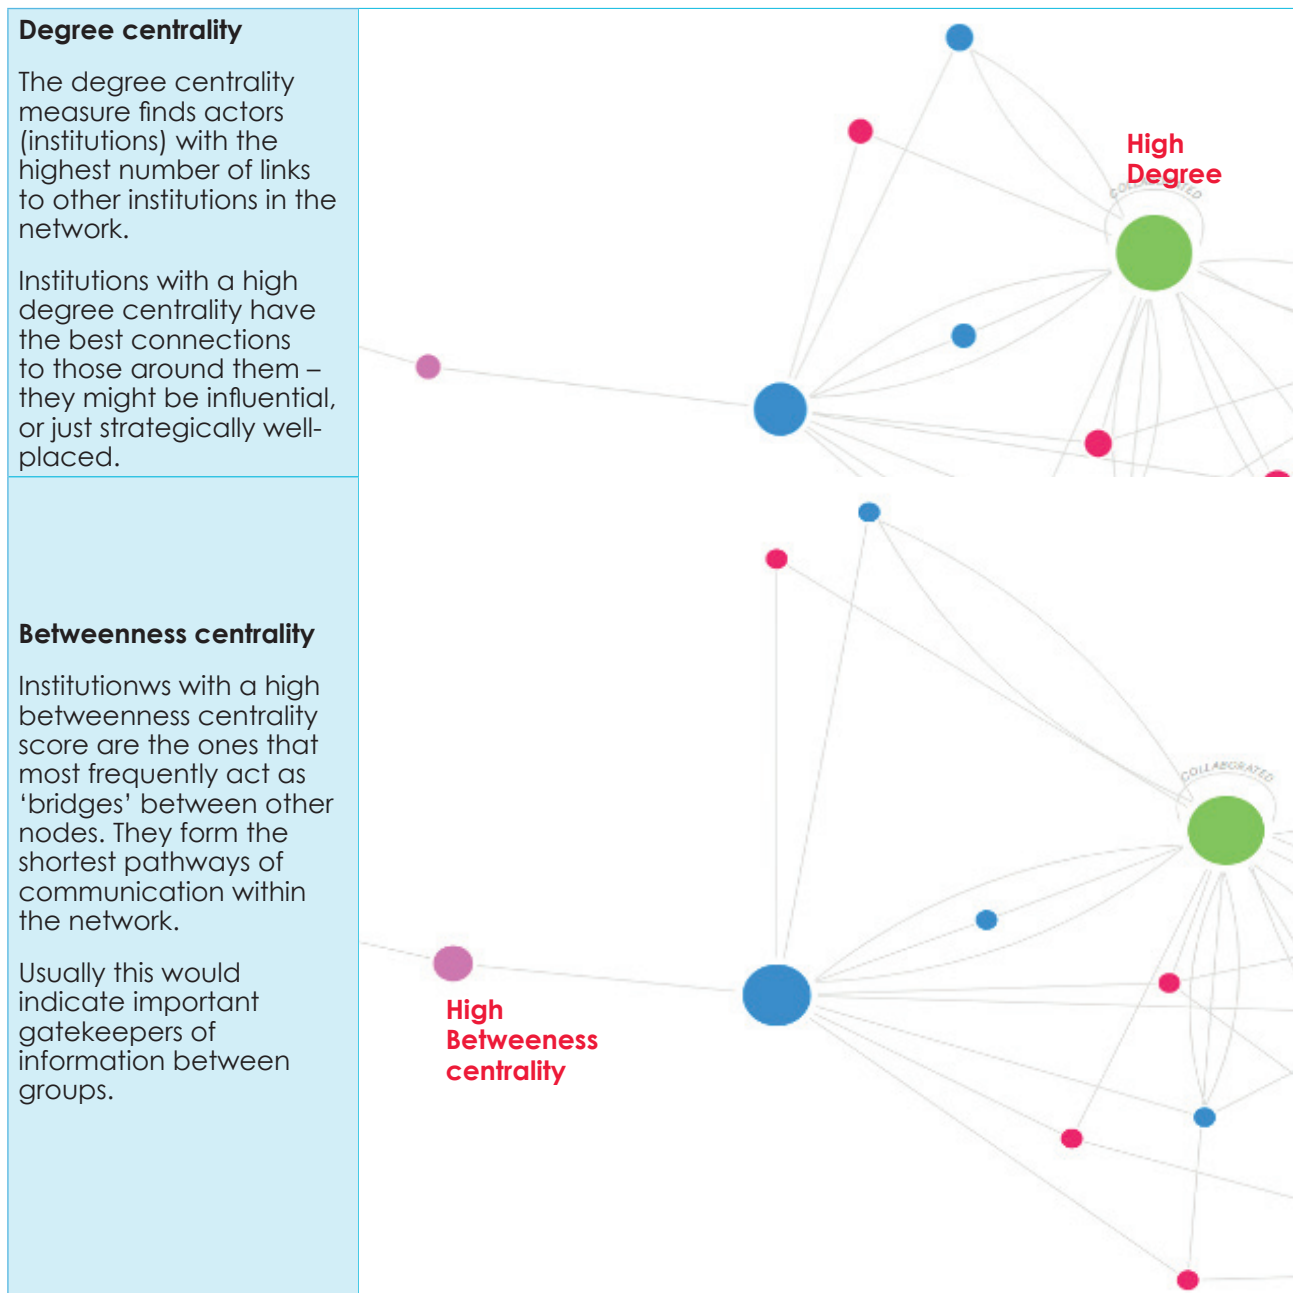 Degree centrality
The degree centrality
measure finds actors
(institutions) with the
highest number of links
to other institutions in the
network.
Institutions with a high
degree centrality have
the best connections
to those around them –
they might be influential,
or just strategically well-
placed.
High
Degree
COLLABORATED
Betweenness centrality
Institutionws with a high
betweenness centrality
score are the ones that
most frequently act as
‘bridges’ between other
nodes. They form the
shortest pathways of
communication within
the network.
Usually this would
indicate important
gatekeepers of
information between
groups.
COLLABORATED
High
Betweeness
centrality